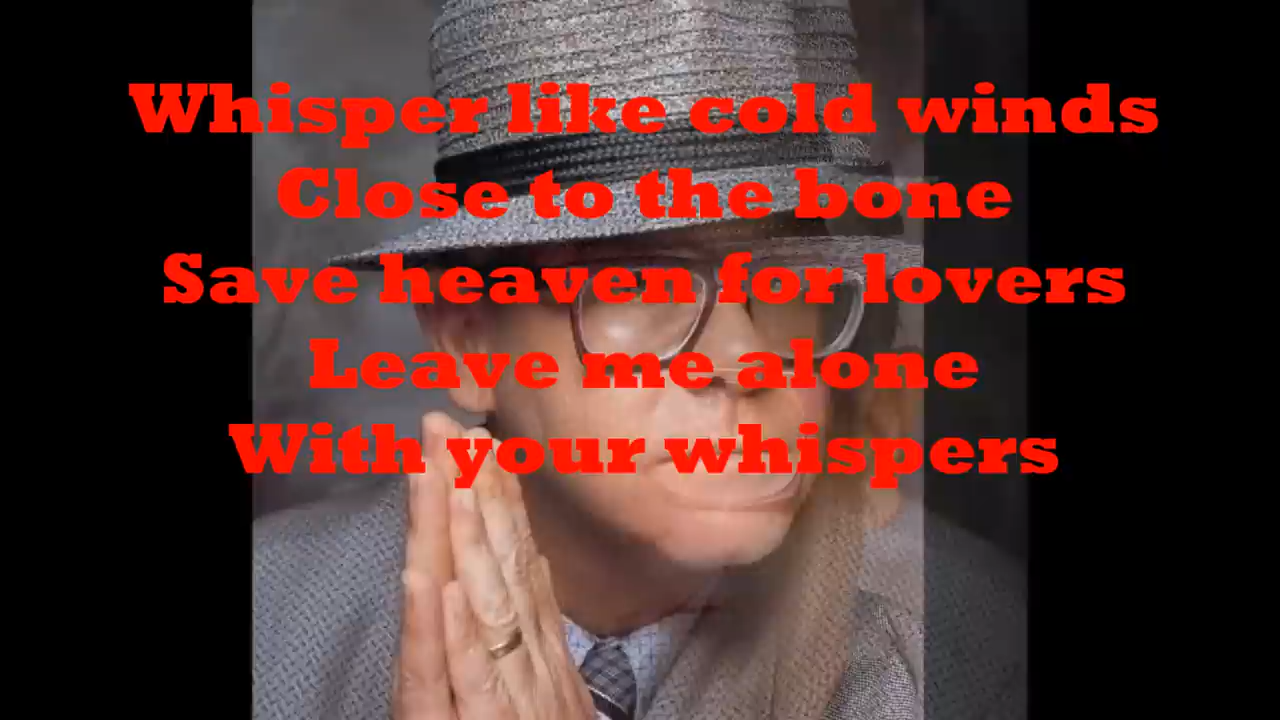 Whisper like cold winds
Close to the bone
Save heaven for lovers
Leave me alone
With your whispers